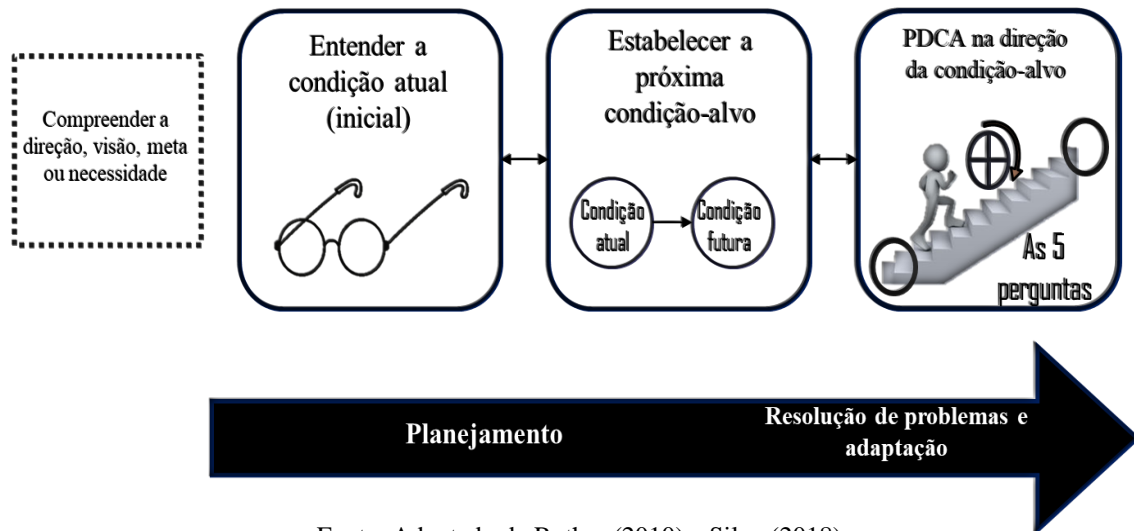 Compreender a
direção, visão, meta
ou necessidade
Entender a
condição atual
(inicial)
Estabelecer a
próxima
condição-alvo
Condição
atual
Condição
futura
PDCA na direção
da condição-alvo
As 5
perguntas
Planejamento
Resolução de problemas e
adaptação